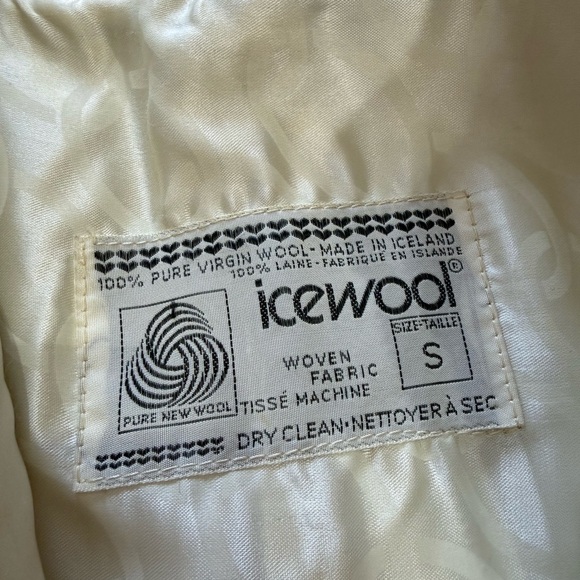 100% PURE VIRGIN WOOL-MADE IN ICELAND
100% LAINE-FABRIQUE EN ISLANDE
icewool®
SIZE-TAILLE
S
WOVEN
FABRIC
TISSÉ MACHINE
PURE NEW WOOL
DRY CLEAN•NETTOYER À SEC